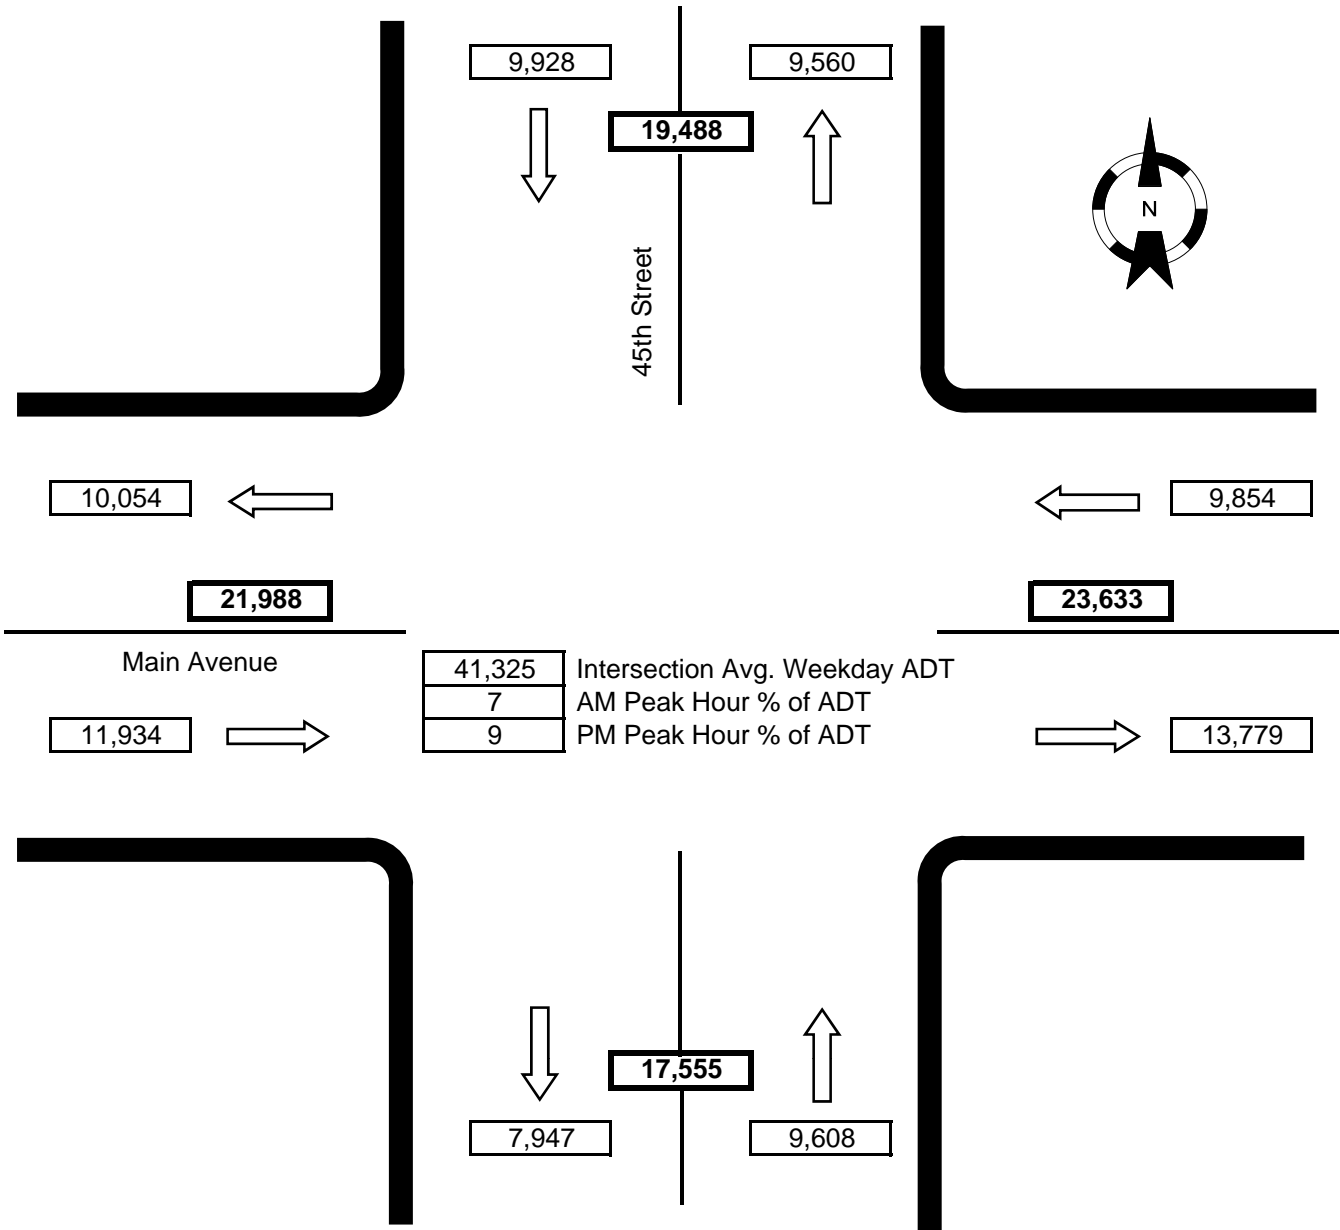 9,928
9,560
19,488
N
45th Street
10,054
9,854
21,988
23,633
Main Avenue
41,325 Intersection Avg. Weekday ADT
7 AM Peak Hour % of ADT
9 PM Peak Hour % of ADT
11,934
13,779
17,555
7,947
9,608